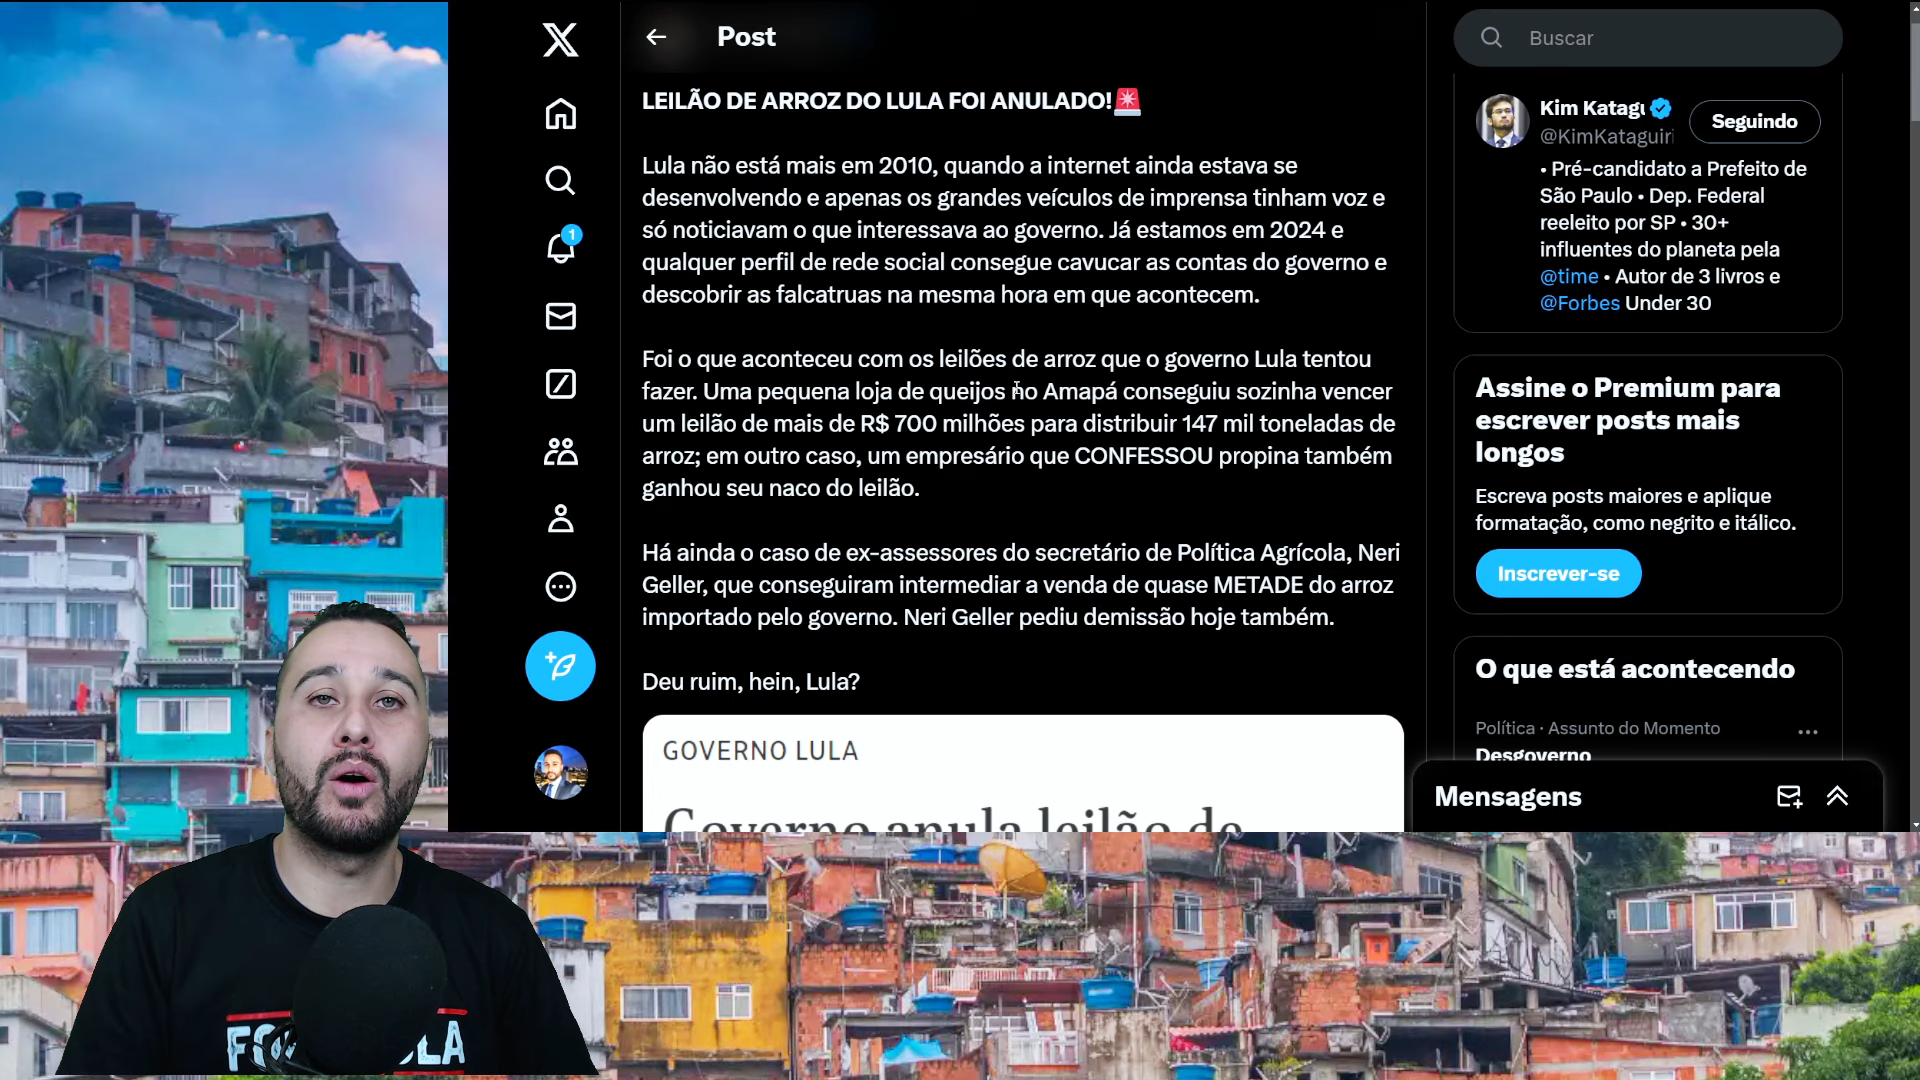 Post
LEILÃO DE ARROZ DO LULA FOI ANULADO!
Lula não está mais em 2010, quando a internet ainda estava se
desenvolvendo e apenas os grandes veículos de imprensa tinham voz e
só noticiavam o que interessava ao governo. Já estamos em 2024 e
qualquer perfil de rede social consegue cavucar as contas do governo e
descobrir as falcatruas na mesma hora em que acontecem.
Foi o que aconteceu com os leilões de arroz que o governo Lula tentou
fazer. Uma pequena loja de queijos no Amapá conseguiu sozinha vencer
um leilão de mais de R$ 700 milhões para distribuir 147 mil toneladas de
arroz; em outro caso, um empresário que CONFESSOU propina também
ganhou seu naco do leilão.
Há ainda o caso de ex-assessores do secretário de Política Agrícola, Neri
Geller, que conseguiram intermediar a venda de quase METADE do arroz
importado pelo governo. Neri Geller pediu demissão hoje também.
Deu ruim, hein, Lula?
GOVERNO LULA
Governo anula leilão de
1
Buscar
Kim Katagu
Seguindo
@KimKataguiri
• Pré-candidato a Prefeito de
São Paulo • Dep. Federal
reeleito por SP • 30+
influentes do planeta pela
@time • Autor de 3 livros e
@Forbes Under 30
Assine o Premium para
escrever posts mais
longos
Escreva posts maiores e aplique
formatação, como negrito e itálico.
Inscrever-se
O que está acontecendo
Política · Assunto do Momento
Desgoverno
Mensagens